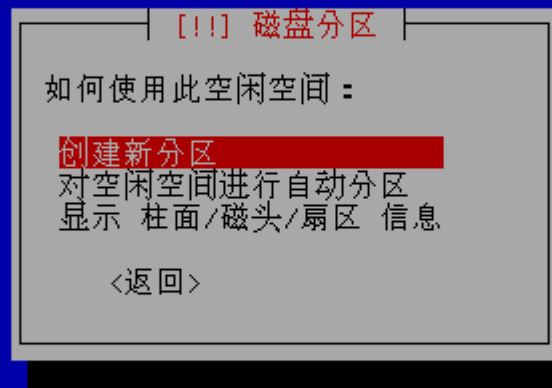 [!!] 磁盘分区
如何使用此空闲空间：
创建新分区
对空闲空间进行自动分区
显示 柱面/磁头/扇区 信息
<返回>